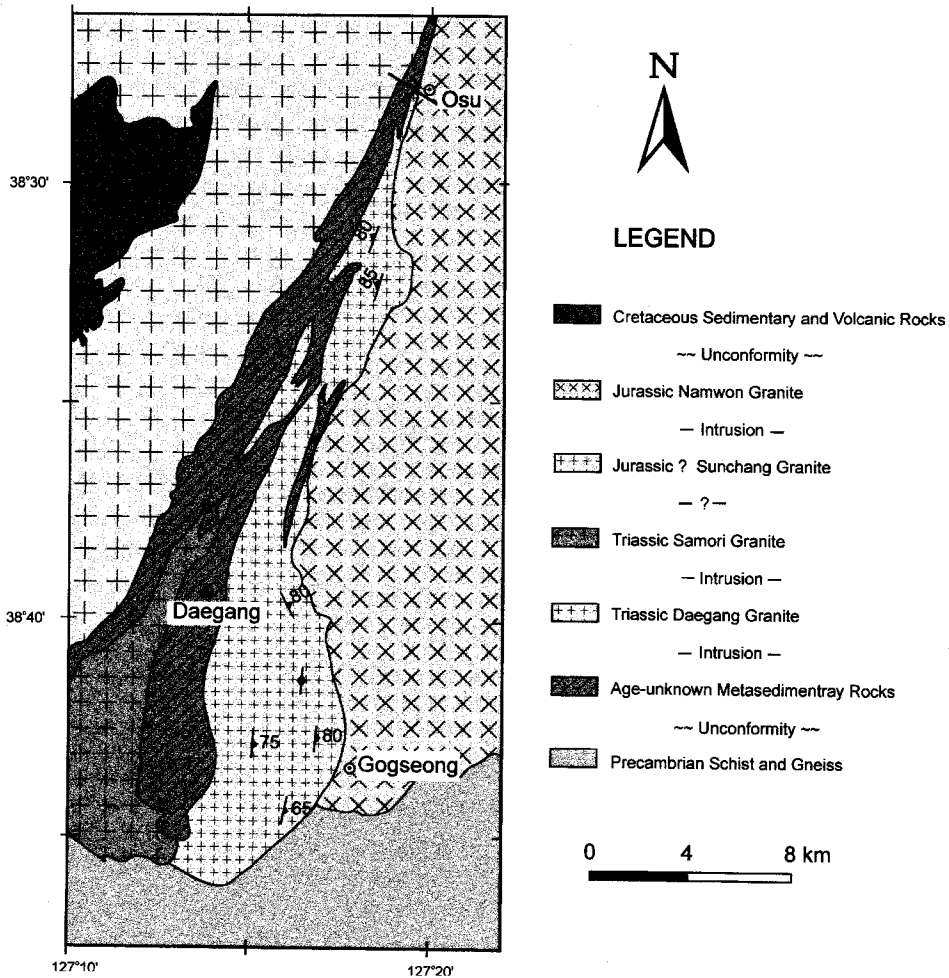 N
Osu
38°30'
LEGEND
60
85
Cretaceous Sedimentary and Volcanic Rocks
~~ Unconformity ~~
Jurassic Namwon Granite
— Intrusion —
Jurassic ? Sunchang Granite
— ? —
Triassic Samori Granite
— Intrusion —
80
Daegang
38°40'
Triassic Daegang Granite
— Intrusion —
Age-unknown Metasedimentray Rocks
~~ Unconformity ~~
75
80
Gogseong
Precambrian Schist and Gneiss
65
0 4 8 km
127°10' 127°20'